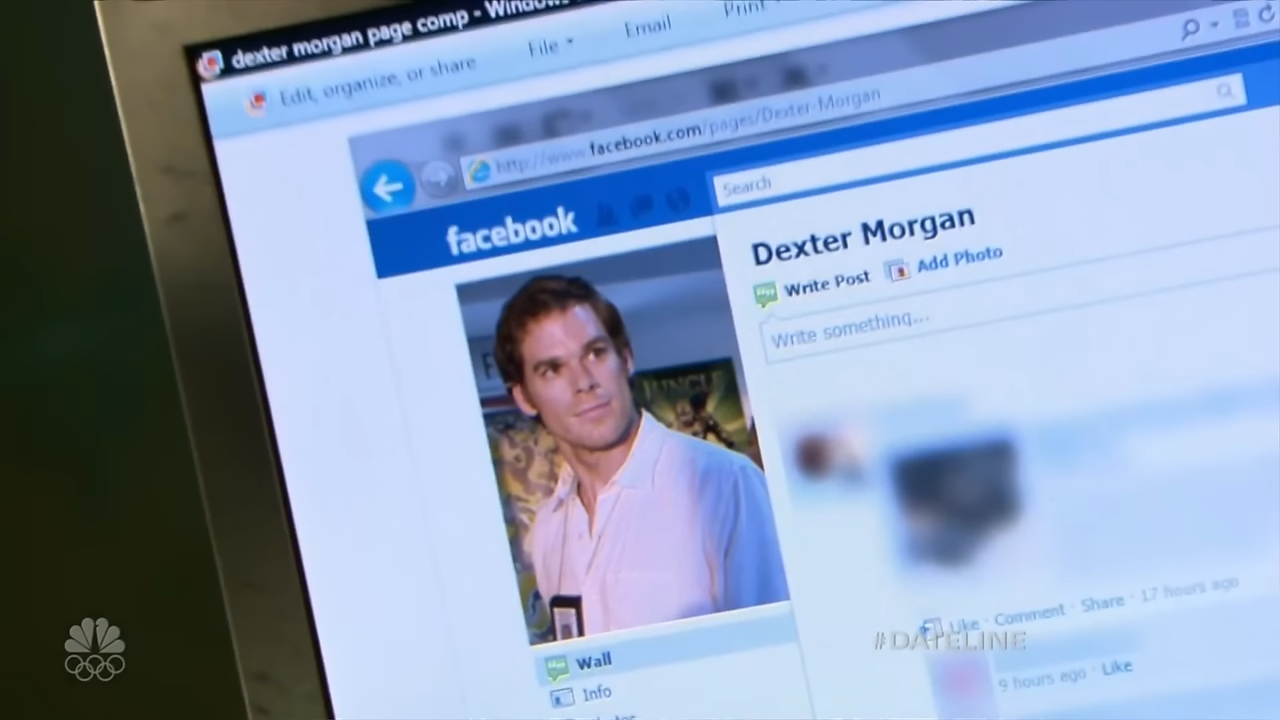 dexter morgan page comp - Windows
Edit, organize, or share
File
Email
Print
http://www.facebook.com/pages/Dexter-Morgan
facebook
Search
Dexter Morgan
Write Post
Add Photo
Write something...
JUNGLE
Like · Comment · Share · 17 hours ago
#DATELINE
9 hours ago · Like
Wall
Info